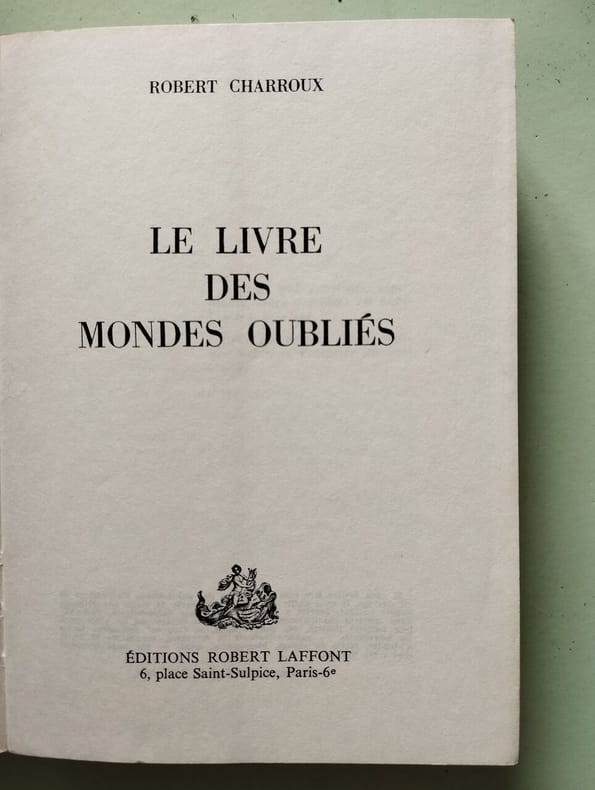 ROBERT CHARROUX
LE LIVRE
DES
MONDES OUBLIÉS
ÉDITIONS ROBERT LAFFONT
6, place Saint-Sulpice, Paris-6e